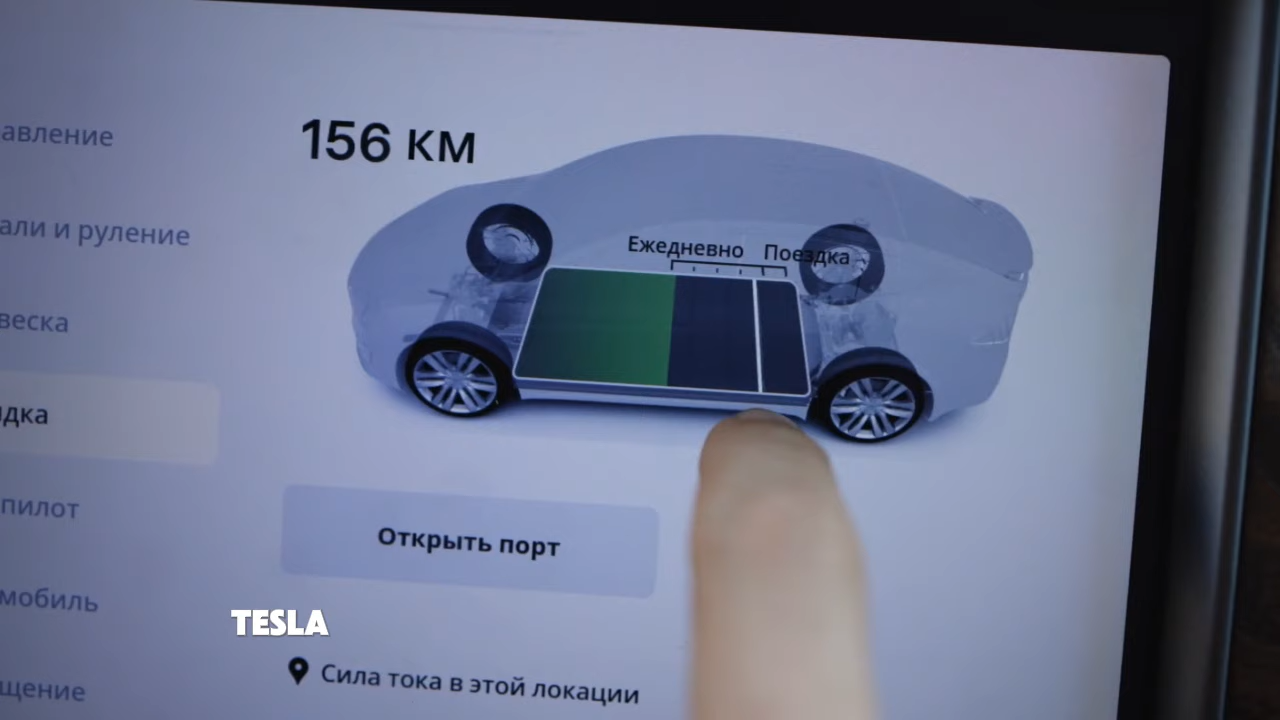 авление
156 км
али и руление
Ежедневно Поездка
веска
дка
пилот
Открыть порт
мобиль
TESLA
Сила тока в этой локации
щение